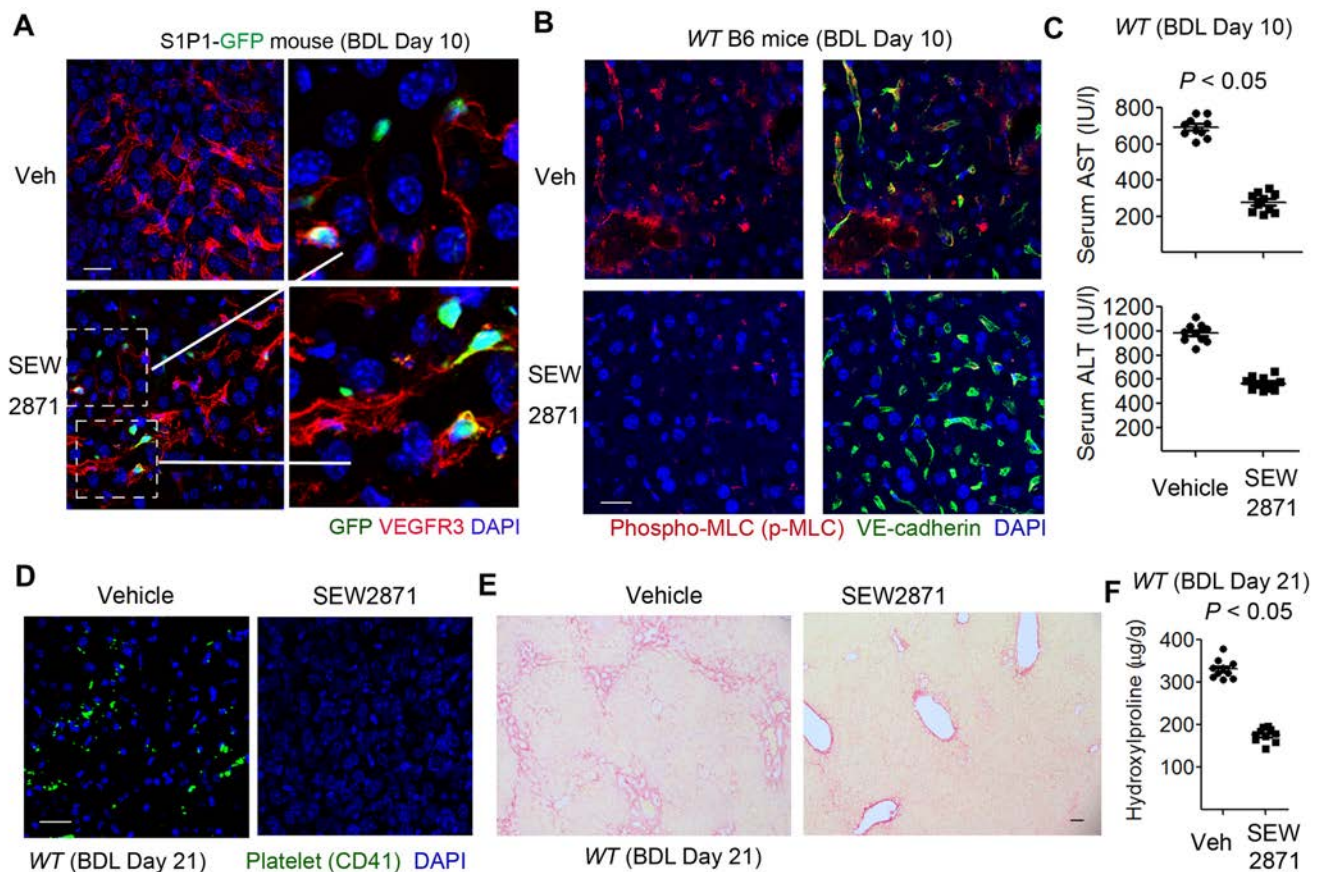 A
S1P1-GFP mouse (BDL Day 10)
Veh
SEW
2871
GFP VEGFR3 DAPI
B
WT B6 mice (BDL Day 10)
Veh
SEW
2871
Phospho-MLC (p-MLC) VE-cadherin DAPI
C
WT (BDL Day 10)
P < 0.05
Serum AST (IU/l)
800
600
400
200
Serum ALT (IU/l)
1200
1000
800
600
400
200
Vehicle
SEW
2871
D
Vehicle
SEW2871
WT (BDL Day 21)
Platelet (CD41) DAPI
E
Vehicle
SEW2871
WT (BDL Day 21)
F
WT (BDL Day 21)
P < 0.05
Hydroxylproline (µg/g)
400
300
200
100
Veh
SEW
2871